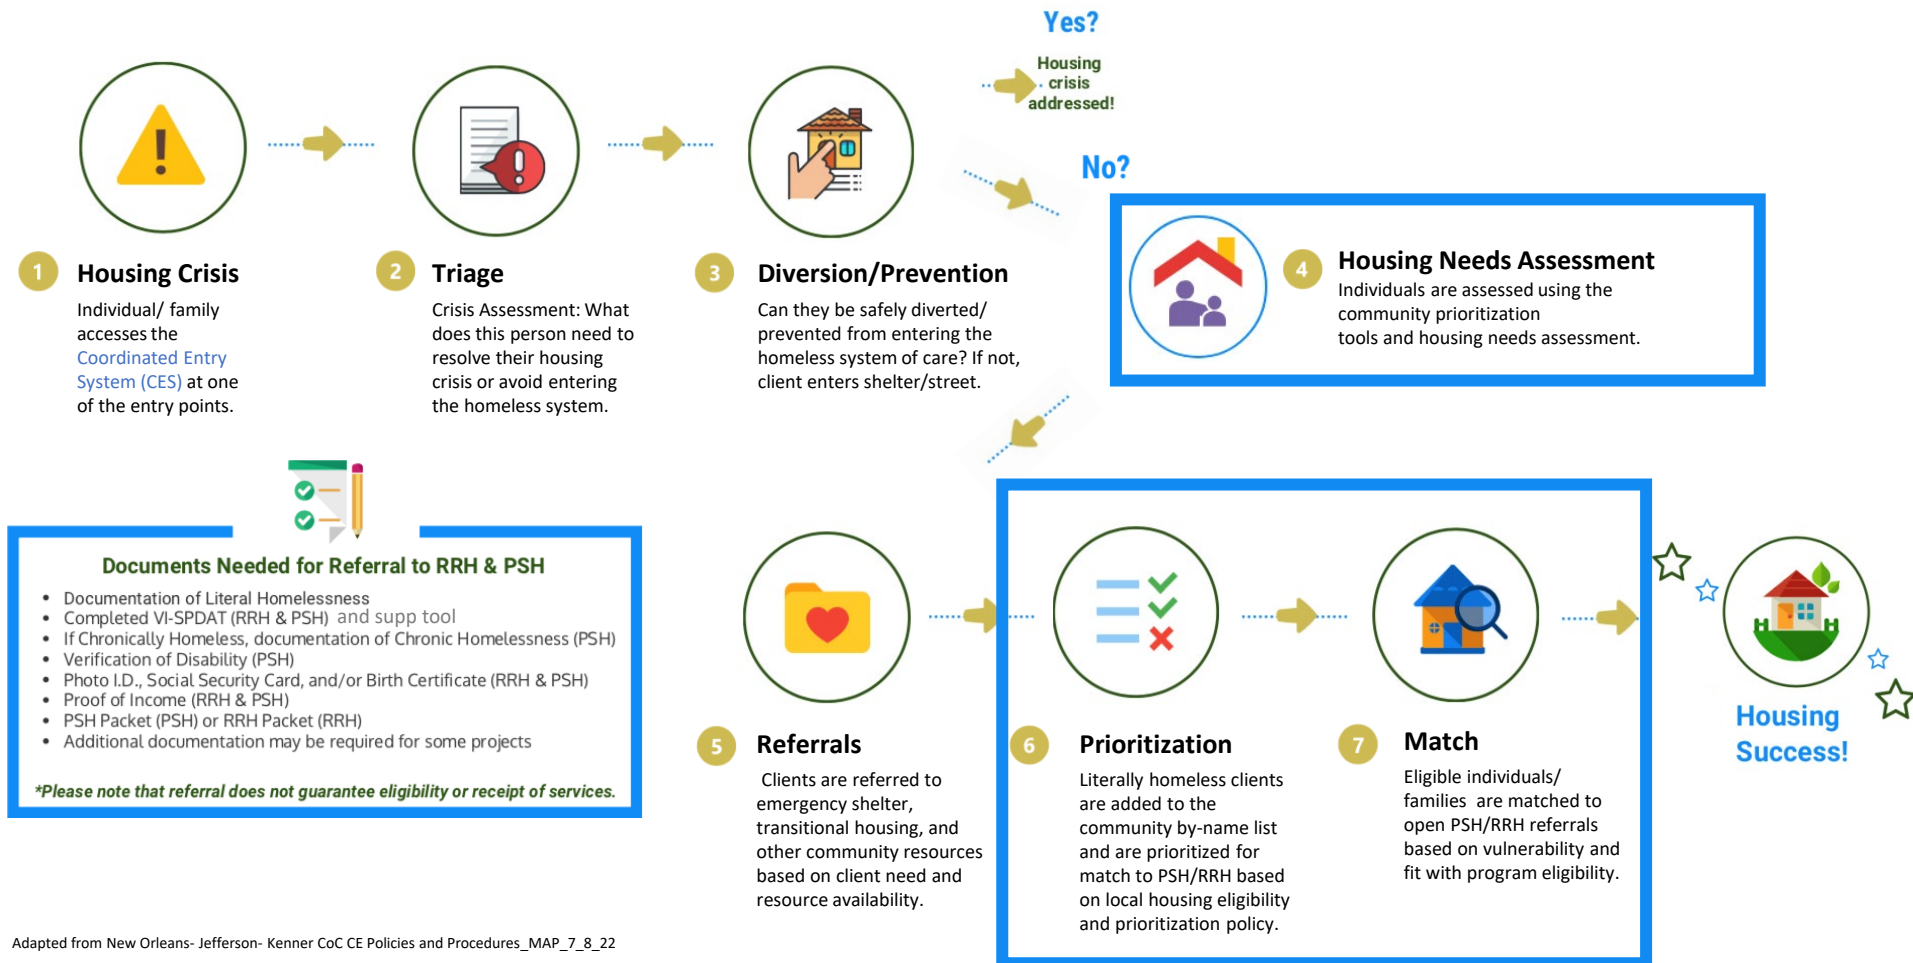 Yes?
Housing
crisis
addressed!
No?
1
Housing Crisis
Individual/ family
accesses the
Coordinated Entry
System (CES) at one
of the entry points.
2
Triage
Crisis Assessment: What
does this person need to
resolve their housing
crisis or avoid entering
the homeless system.
3
Diversion/Prevention
Can they be safely diverted/
prevented from entering the
homeless system of care? If not,
client enters shelter/street.
4
Housing Needs Assessment
Individuals are assessed using the
community prioritization
tools and housing needs assessment.
Documents Needed for Referral to RRH & PSH
• Documentation of Literal Homelessness
• Completed VI-SPDAT (RRH & PSH) and supp tool
• If Chronically Homeless, documentation of Chronic Homelessness (PSH)
• Verification of Disability (PSH)
• Photo I.D., Social Security Card, and/or Birth Certificate (RRH & PSH)
• Proof of Income (RRH & PSH)
• PSH Packet (PSH) or RRH Packet (RRH)
• Additional documentation may be required for some projects
*Please note that referral does not guarantee eligibility or receipt of services.
5
Referrals
Clients are referred to
emergency shelter,
transitional housing, and
other community resources
based on client need and
resource availability.
6
Prioritization
Literally homeless clients
are added to the
community by-name list
and are prioritized for
match to PSH/RRH based
on local housing eligibility
and prioritization policy.
7
Match
Eligible individuals/
families are matched to
open PSH/RRH referrals
based on vulnerability and
fit with program eligibility.
Housing
Success!
Adapted from New Orleans- Jefferson- Kenner CoC CE Policies and Procedures_MAP_7_8_22